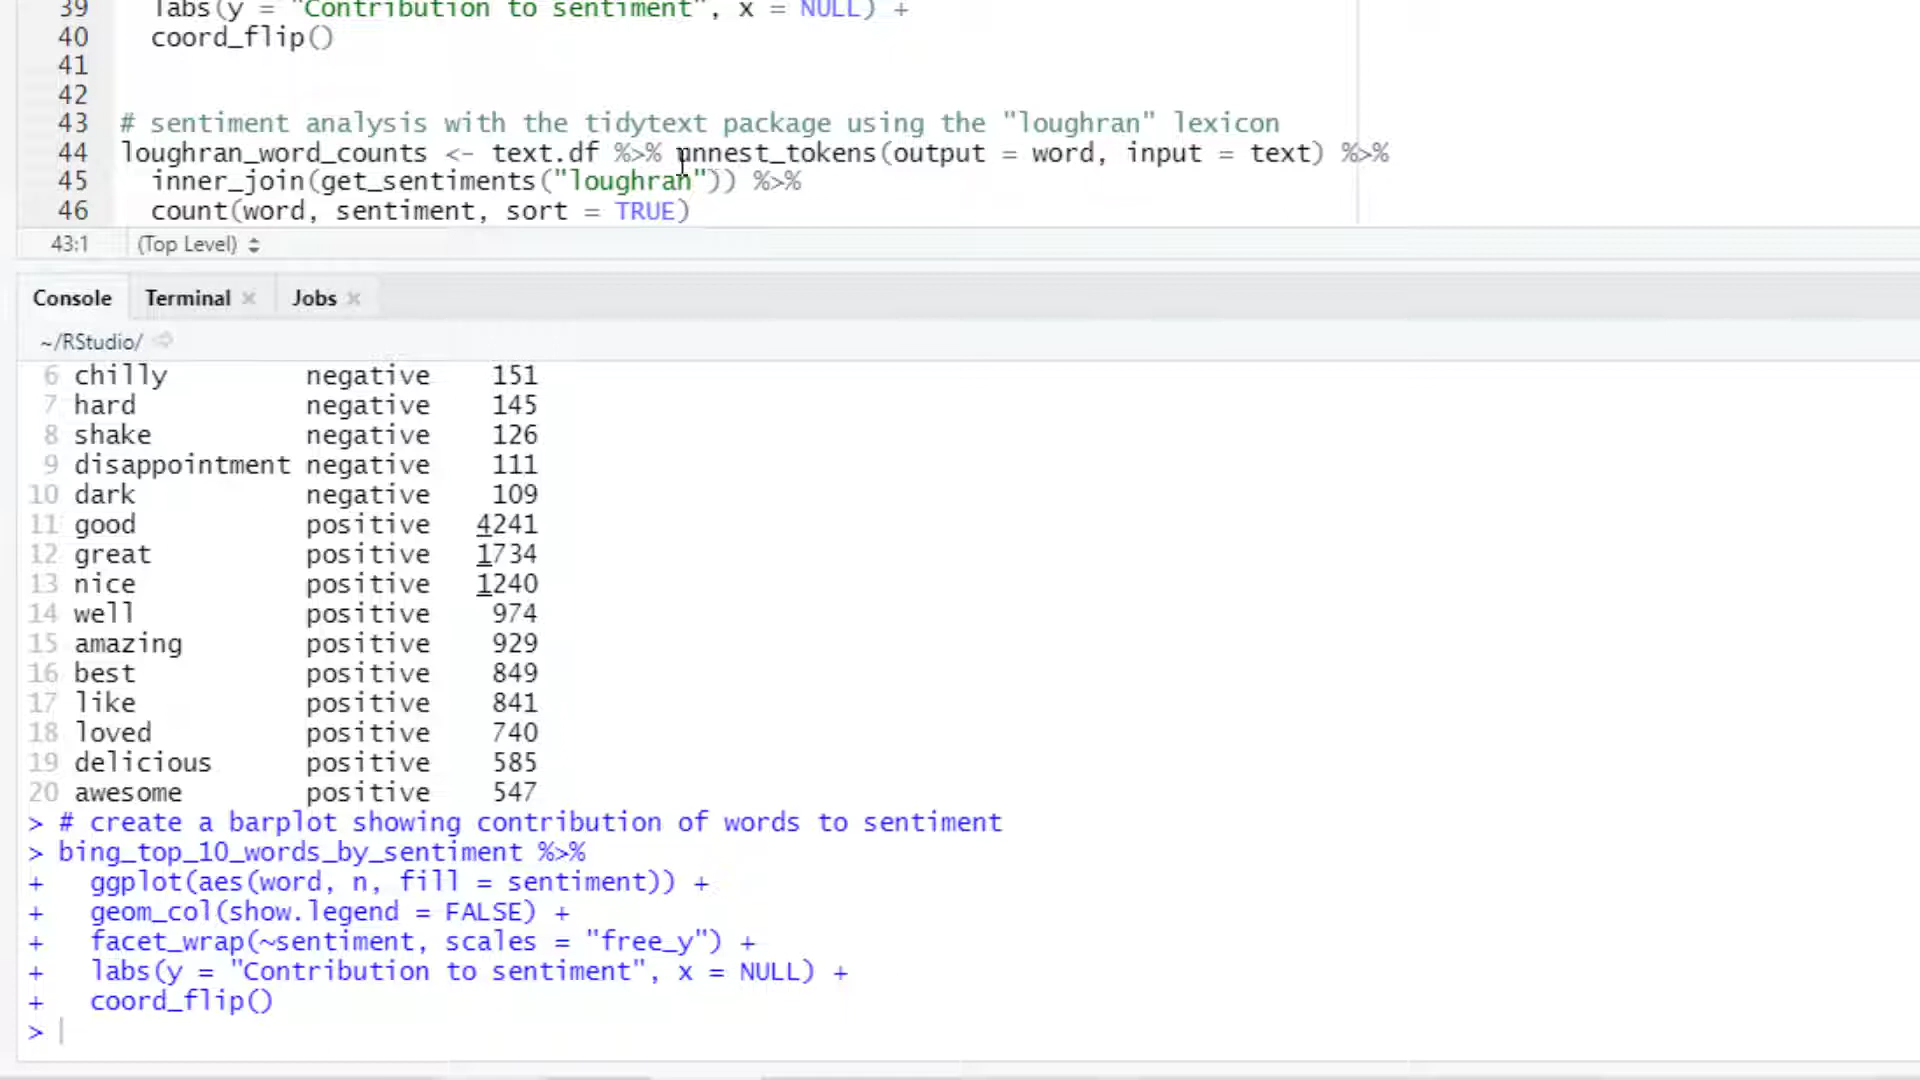 39 labs(y = "Contribution to sentiment", x = NULL) +
40 coord_flip()
41
42
43 # sentiment analysis with the tidytext package using the "loughran" lexicon
44 loughran_word_counts <- text.df %>% unnest_tokens(output = word, input = text) %>%
45 inner_join(get_sentiments("loughran")) %>%
46 count(word, sentiment, sort = TRUE)
43:1 (Top Level)
Console Terminal Jobs
~/RStudio/
6 chilly negative 151
7 hard negative 145
8 shake negative 126
9 disappointment negative 111
10 dark negative 109
11 good positive 4241
12 great positive 1734
13 nice positive 1240
14 well positive 974
15 amazing positive 929
16 best positive 849
17 like positive 841
18 loved positive 740
19 delicious positive 585
20 awesome positive 547
> # create a barplot showing contribution of words to sentiment
> bing_top_10_words_by_sentiment %>%
+ ggplot(aes(word, n, fill = sentiment)) +
+ geom_col(show.legend = FALSE) +
+ facet_wrap(~sentiment, scales = "free_y") +
+ labs(y = "Contribution to sentiment", x = NULL) +
+ coord_flip()
>